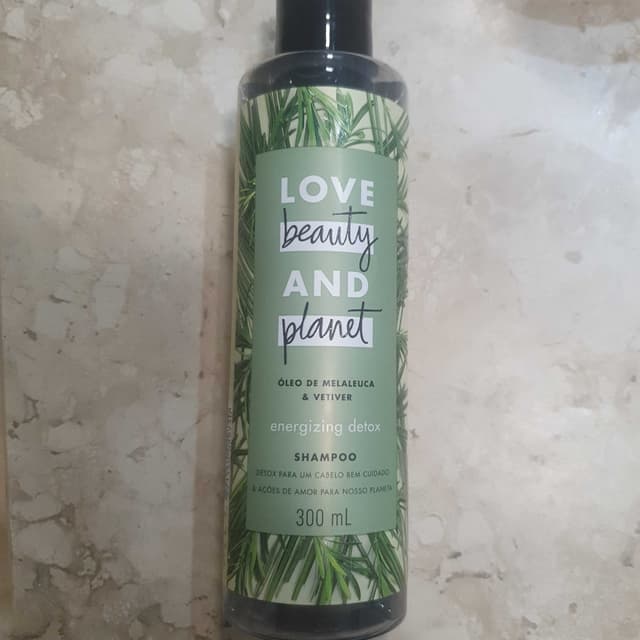 LOVE
beauty
AND
planet
ÓLEO DE MELALEUCA
& VETIVER
energizing detox
SHAMPOO
DETOX PARA UM CABELO BEM CUIDADO
& AÇÕES DE AMOR PARA NOSSO PLANETA
300 mL